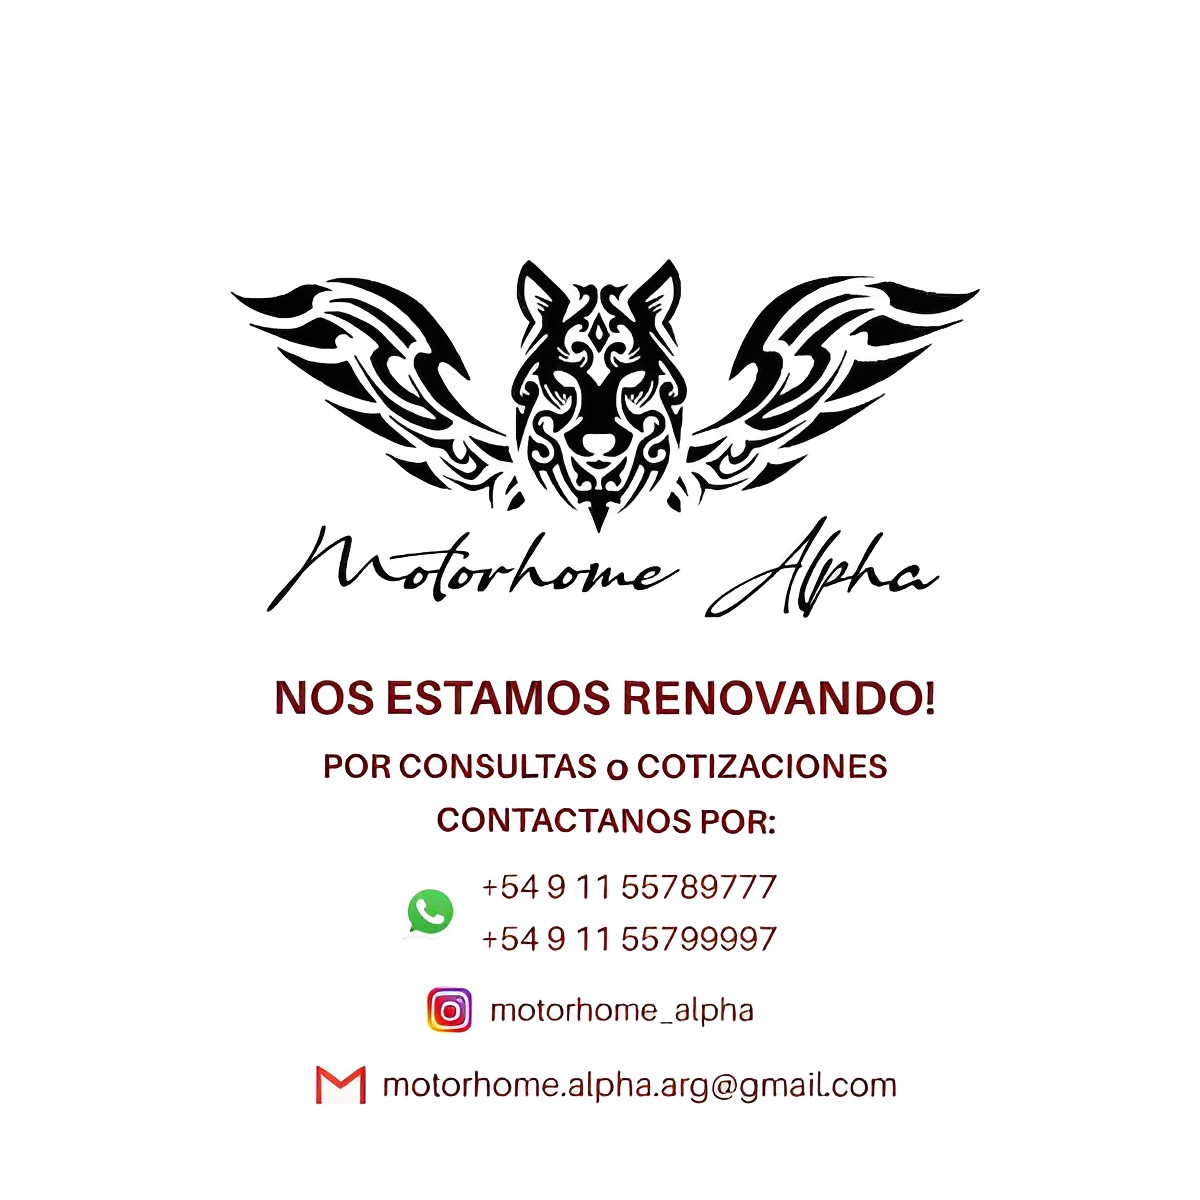 Motorhome Alpha
NOS ESTAMOS RENOVANDO!
POR CONSULTAS o COTIZACIONES
CONTACTANOS POR:
+54 9 11 55789777
+54 9 11 55799997
motorhome_alpha
motorhome.alpha.arg@gmail.com